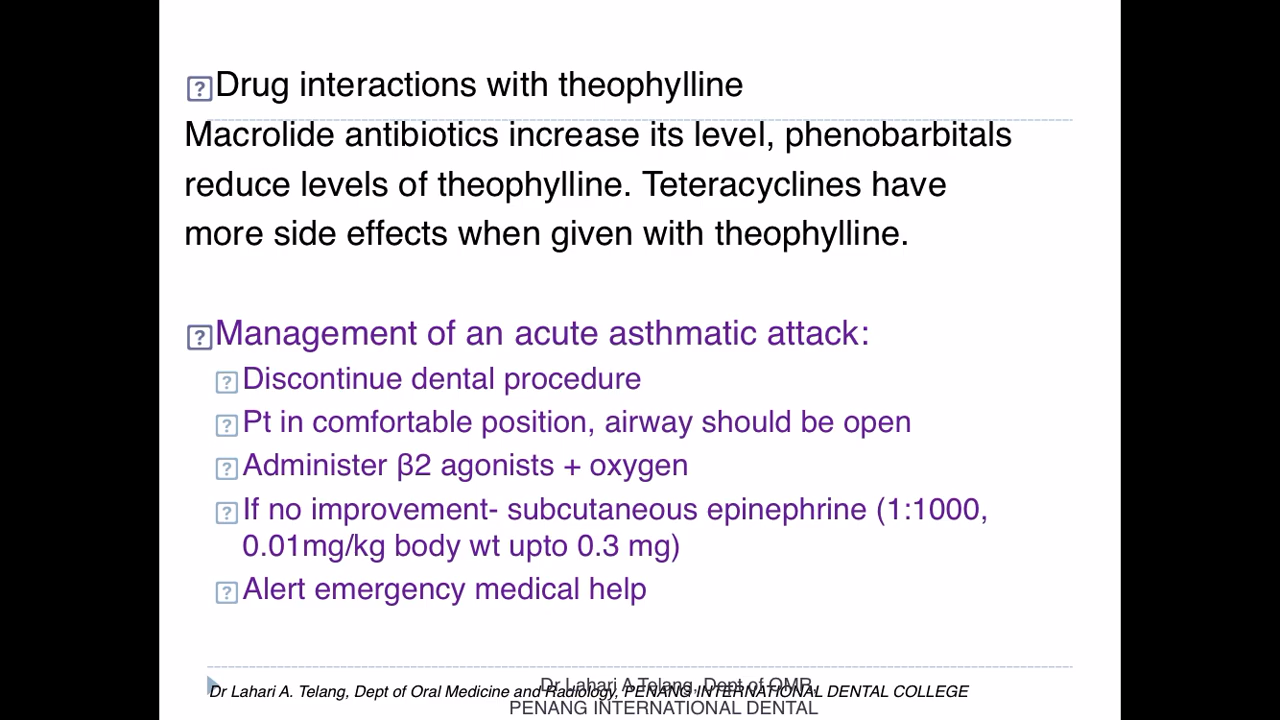 Drug interactions with theophylline
Macrolide antibiotics increase its level, phenobarbitals
reduce levels of theophylline. Teteracyclines have
more side effects when given with theophylline.
Management of an acute asthmatic attack:
Discontinue dental procedure
Pt in comfortable position, airway should be open
Administer β2 agonists + oxygen
If no improvement- subcutaneous epinephrine (1:1000,
0.01mg/kg body wt upto 0.3 mg)
Alert emergency medical help
Dr Lahari A Telang, Dept of OMR,
Dr Lahari A. Telang, Dept of Oral Medicine and Radiology, PENANG INTERNATIONAL DENTAL COLLEGE
PENANG INTERNATIONAL DENTAL